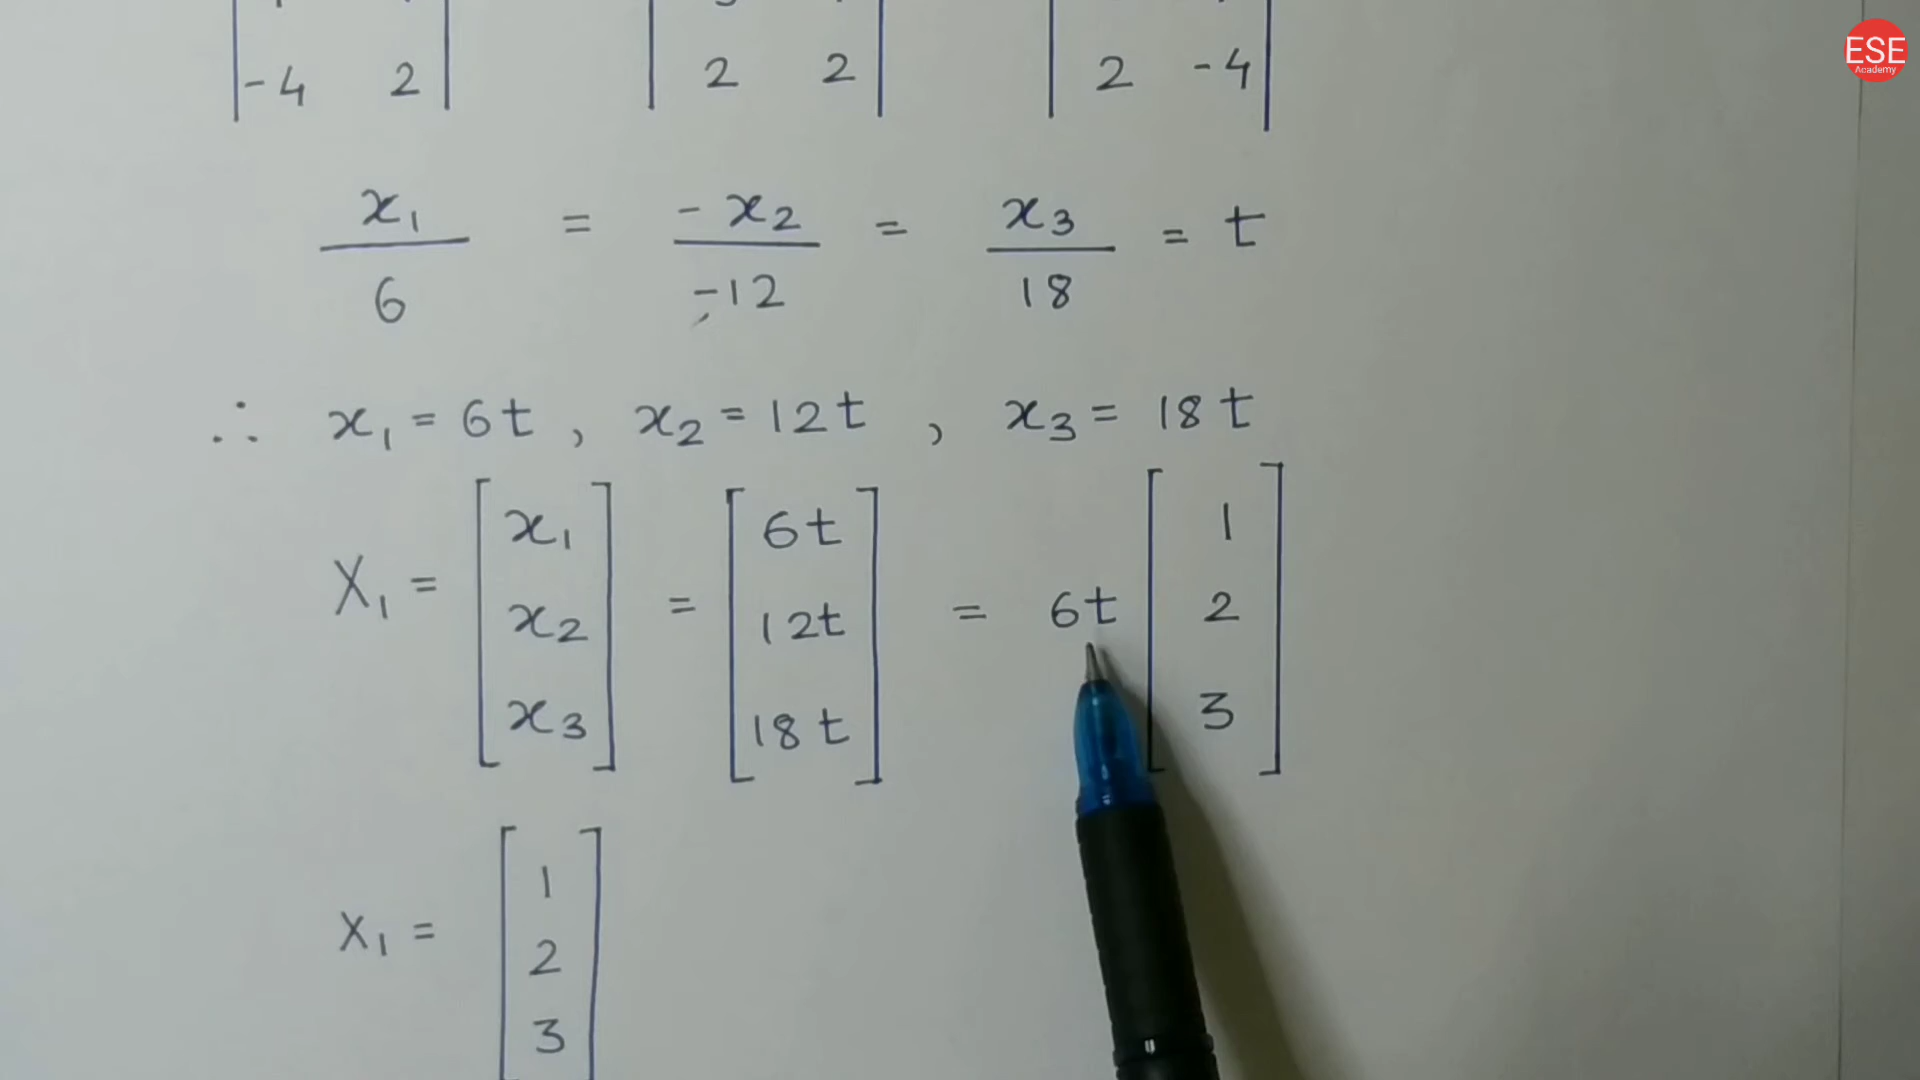 -4 2 2 2 2 -4
ESE
Academy
x₁/6 = -x₂/-12 = x₃/18 = t
∴ x₁ = 6t, x₂ = 12t, x₃ = 18t
X₁ = [x₁ x₂ x₃] = [6t 12t 18t] = 6t [1 2 3]
X₁ = [1 2 3]